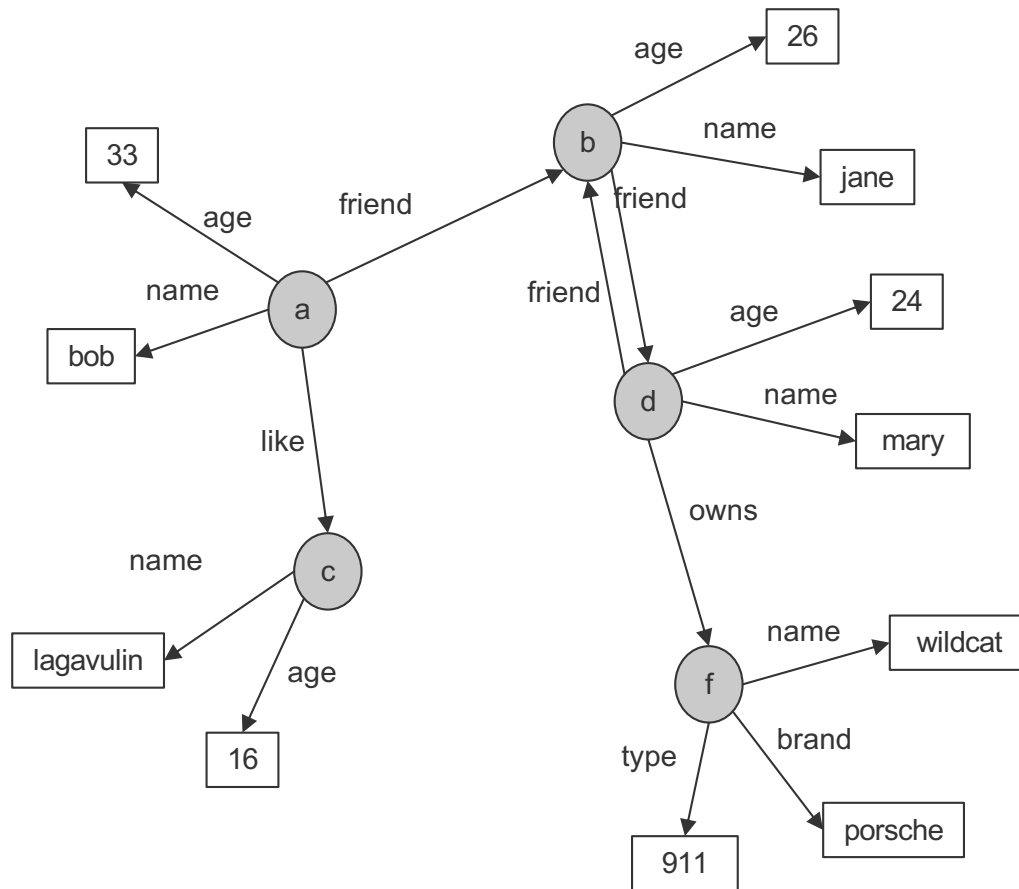 26
age
b
name
jane
33
friend
friend
age
name
a
friend
24
age
bob
d
name
mary
like
owns
name
c
name
wildcat
lagavulin
age
f
brand
type
16
porsche
911